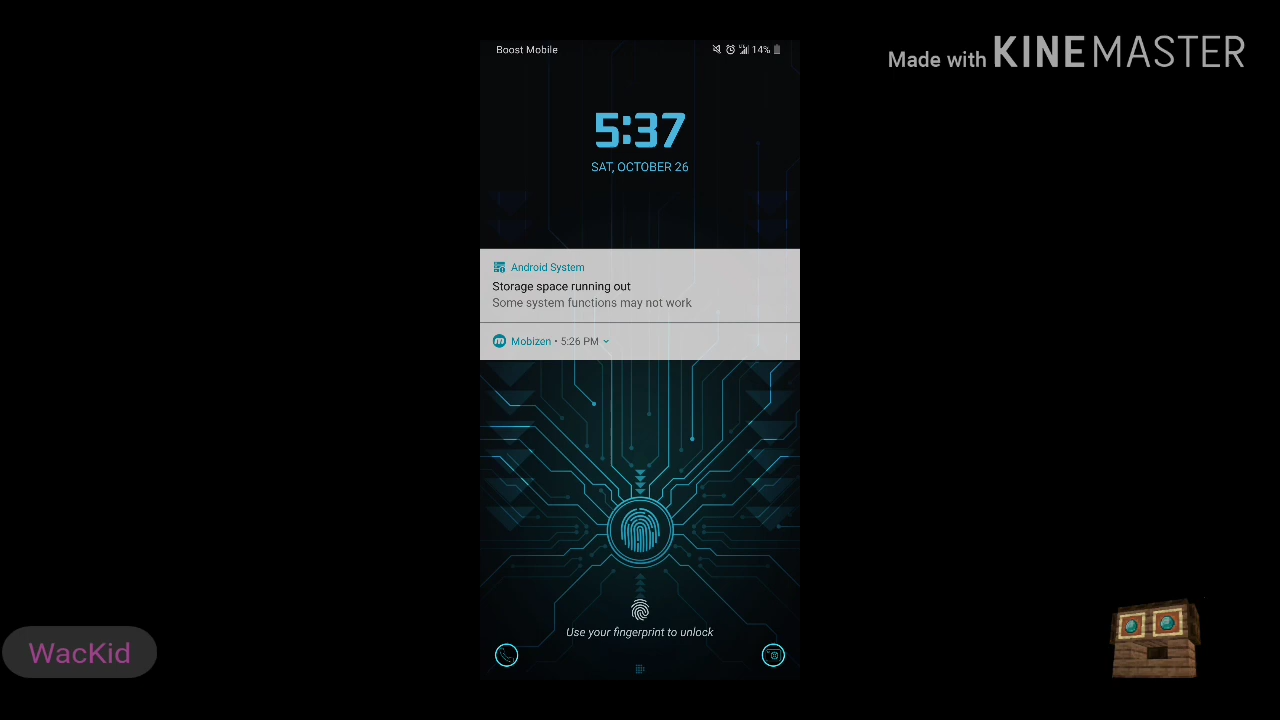 Boost Mobile
14%
Made with KINEMASTER
5:37
SAT, OCTOBER 26
Android System
Storage space running out
Some system functions may not work
Mobizen • 5:26 PM
Use your fingerprint to unlock
WacKid